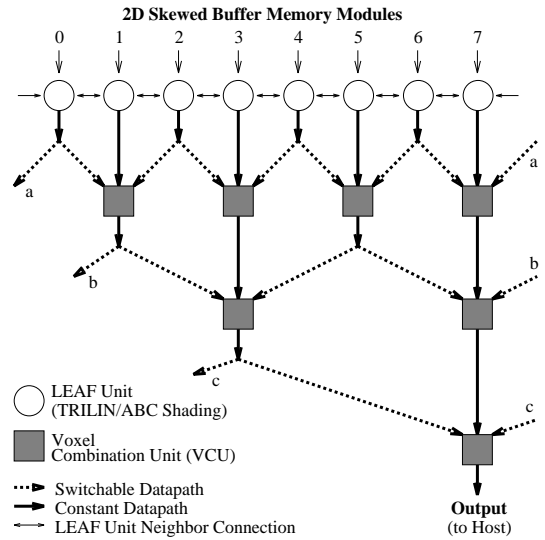 2D Skewed Buffer Memory Modules
0 1 2 3 4 5 6 7
a a
b b
c c
LEAF Unit
(TRILIN/ABC Shading)
Voxel
Combination Unit (VCU)
Switchable Datapath
Constant Datapath
LEAF Unit Neighbor Connection
Output
(to Host)